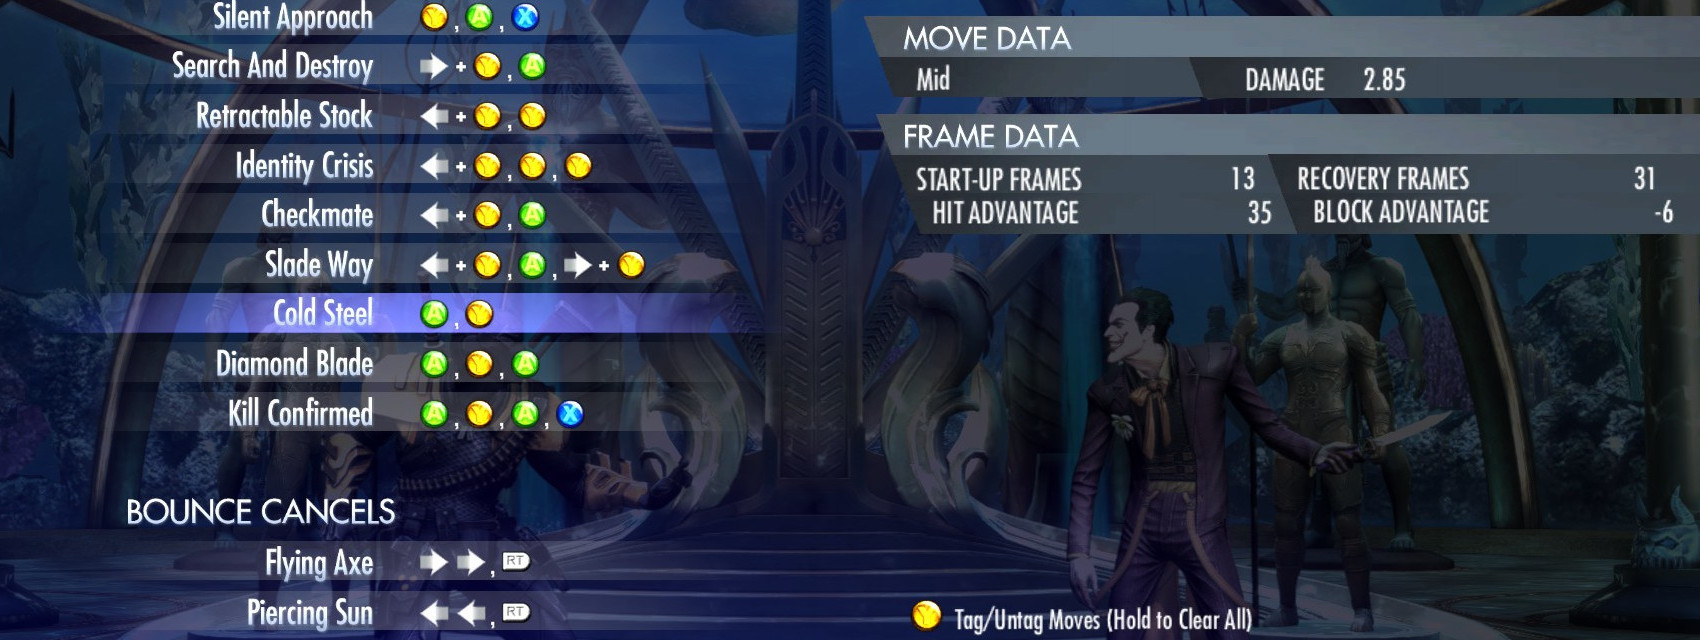 Silent Approach Y , A , X
Search And Destroy + Y , A
Retractable Stock + Y , Y
Identity Crisis + Y , Y , Y
Checkmate + Y , A
Slade Way + Y , A , + Y
Cold Steel A , Y
Diamond Blade A , Y , A
Kill Confirmed A , Y , A , X
BOUNCE CANCELS
Flying Axe , RT
Piercing Sun , RT
MOVE DATA
Mid DAMAGE 2.85
FRAME DATA
START-UP FRAMES 13 RECOVERY FRAMES 31
HIT ADVANTAGE 35 BLOCK ADVANTAGE -6
Y Tag/Untag Moves (Hold to Clear All)